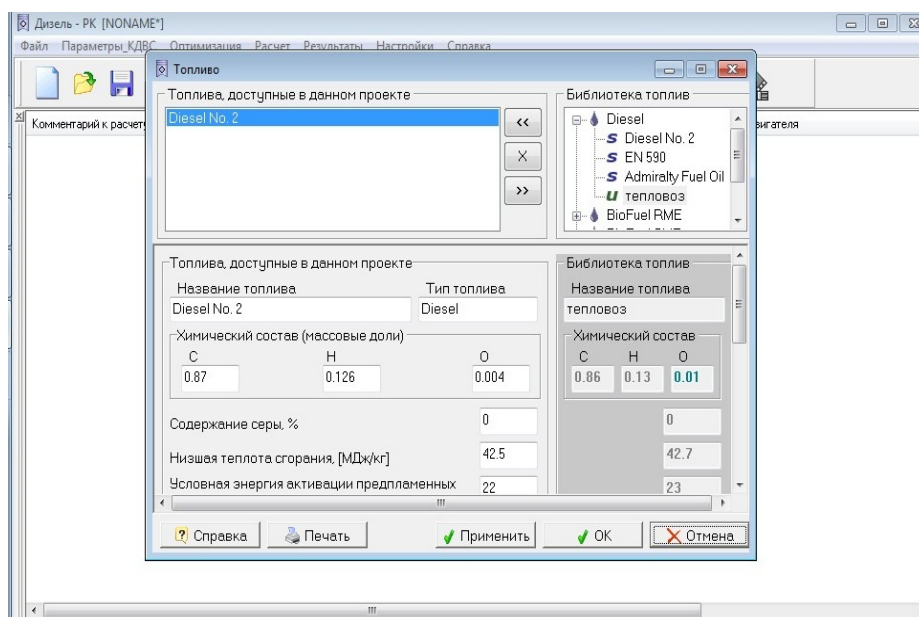 Дизель - РК [NONAME*]
Файл Параметры_КДВС Оптимизация Расчет Результаты Настройки Справка
Топливо
Топлива, доступные в данном проекте
Diesel No. 2
<<
X
>>
Библиотека топлив
Diesel
s Diesel No. 2
s EN 590
s Admiralty Fuel Oil
u тепловоз
BioFuel RME
Комментарий к расчету
вигателя
Топлива, доступные в данном проекте
Название топлива Тип топлива
Diesel No. 2 Diesel
Химический состав (массовые доли)
C H O
0.87 0.126 0.004
Содержание серы, % 0
Низшая теплота сгорания, [МДж/кг] 42.5
Условная энергия активации предпламенных 22
Библиотека топлив
Название топлива
тепловоз
Химический состав
C H O
0.86 0.13 0.01
0
42.7
23
Справка Печать Применить OK Отмена